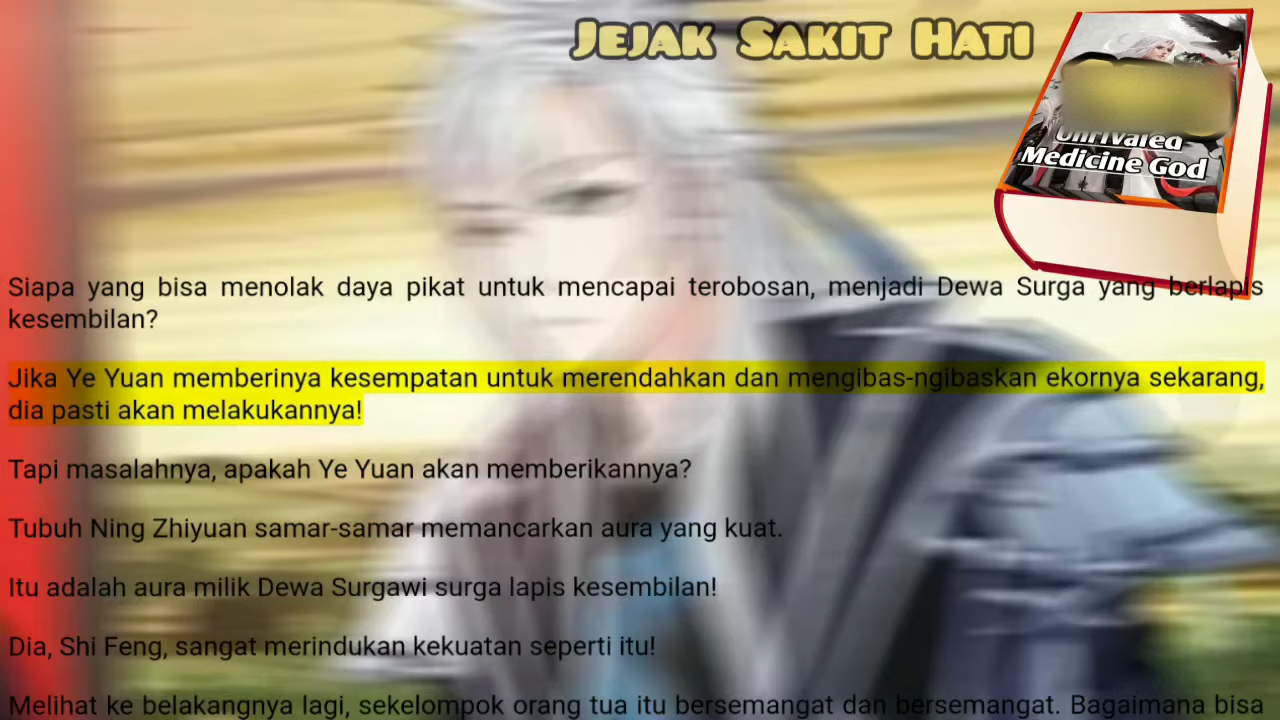 Jejak Sakit Hati
Unrivaled
Medicine God
Siapa yang bisa menolak daya pikat untuk mencapai terobosan, menjadi Dewa Surga yang berlapis
kesembilan?
Jika Ye Yuan memberinya kesempatan untuk merendahkan dan mengibas-ngibaskan ekornya sekarang,
dia pasti akan melakukannya!
Tapi masalahnya, apakah Ye Yuan akan memberikannya?
Tubuh Ning Zhiyuan samar-samar memancarkan aura yang kuat.
Itu adalah aura milik Dewa Surgawi surga lapis kesembilan!
Dia, Shi Feng, sangat merindukan kekuatan seperti itu!
Melihat ke belakangnya lagi, sekelompok orang tua itu bersemangat dan bersemangat. Bagaimana bisa